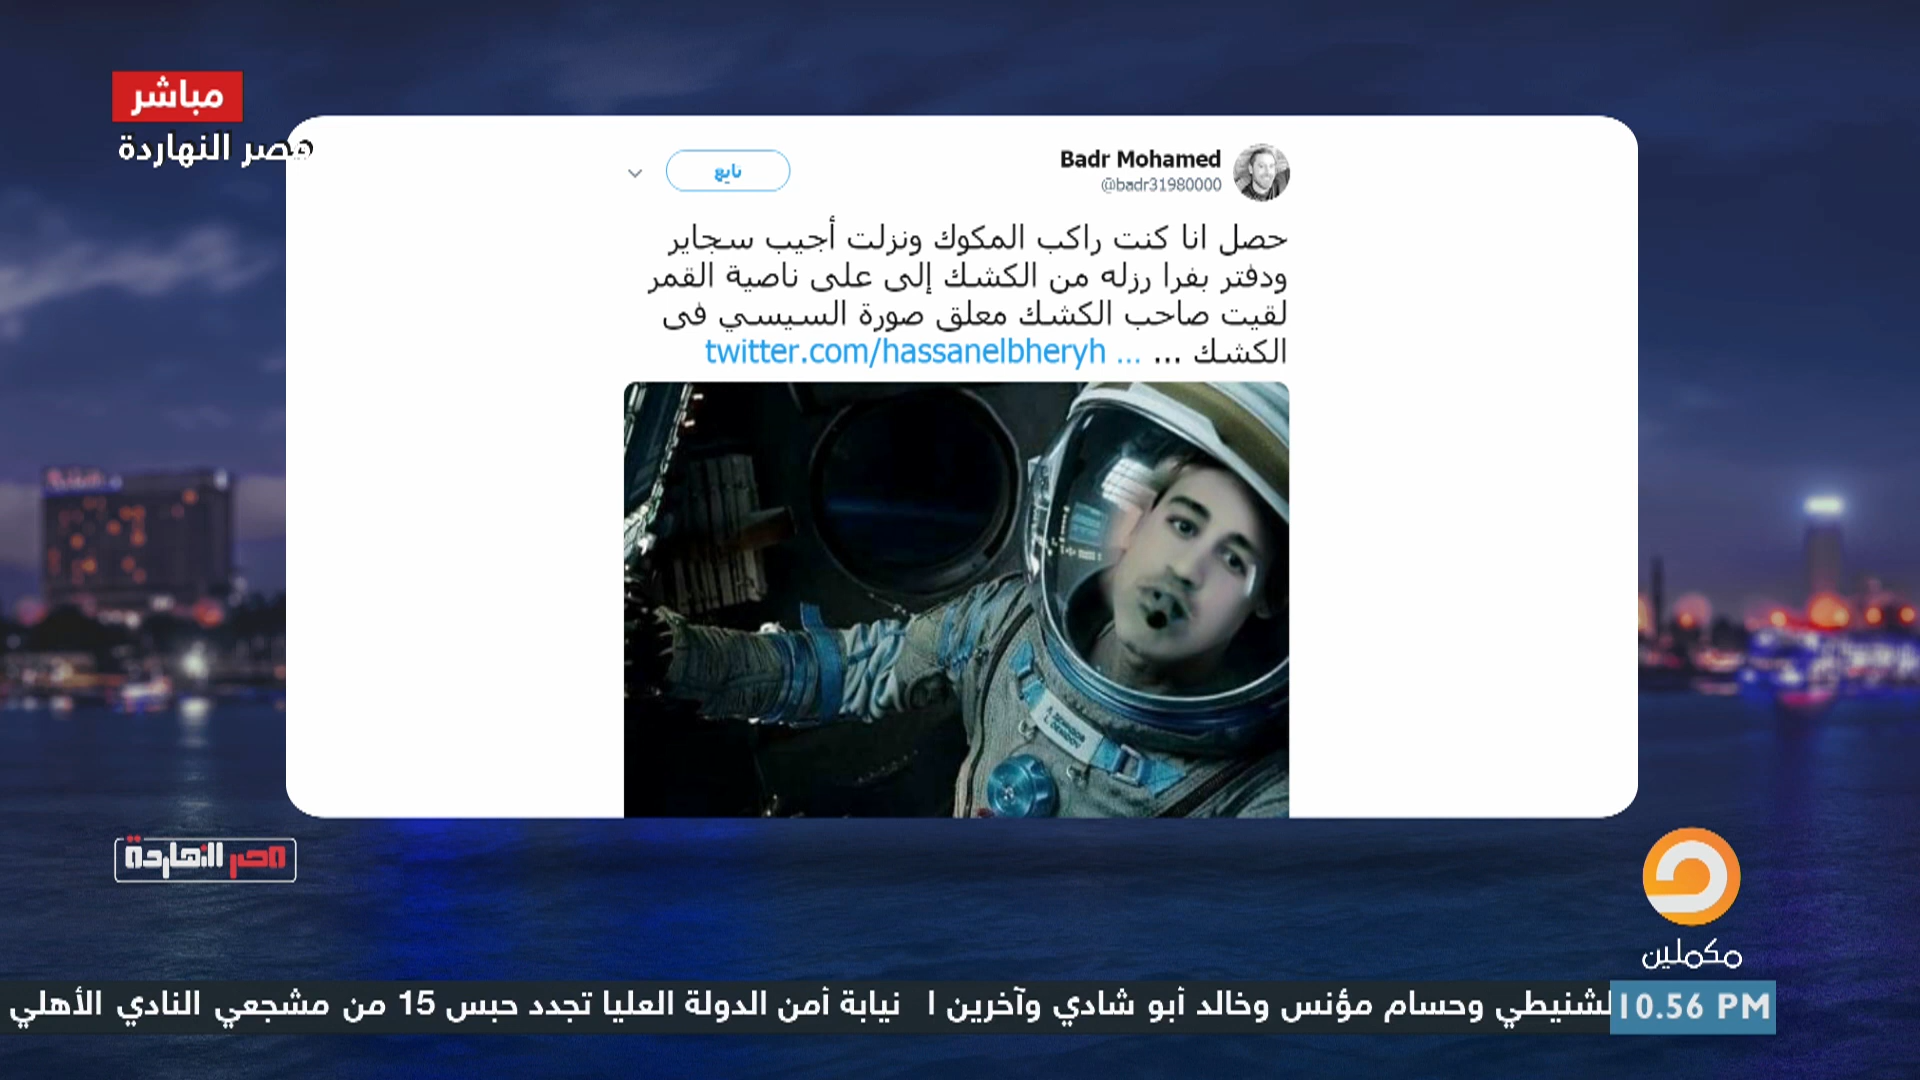 مباشر
مصر النهاردة
Badr Mohamed
@badr31980000
تابع
حصل انا كنت راكب المكوك ونزلت أجيب سجاير
ودفتر بفرا رزله من الكشك إلى على ناصية القمر
لقيت صاحب الكشك معلق صورة السيسي فى
الكشك ... twitter.com/hassanelbheryh ...
مصر النهاردة
مكملين
لشنيطي وحسام مؤنس وخالد أبو شادي وآخرين ا نيابة أمن الدولة العليا تجدد حبس 15 من مشجعي النادي الأهلي
10.56 PM